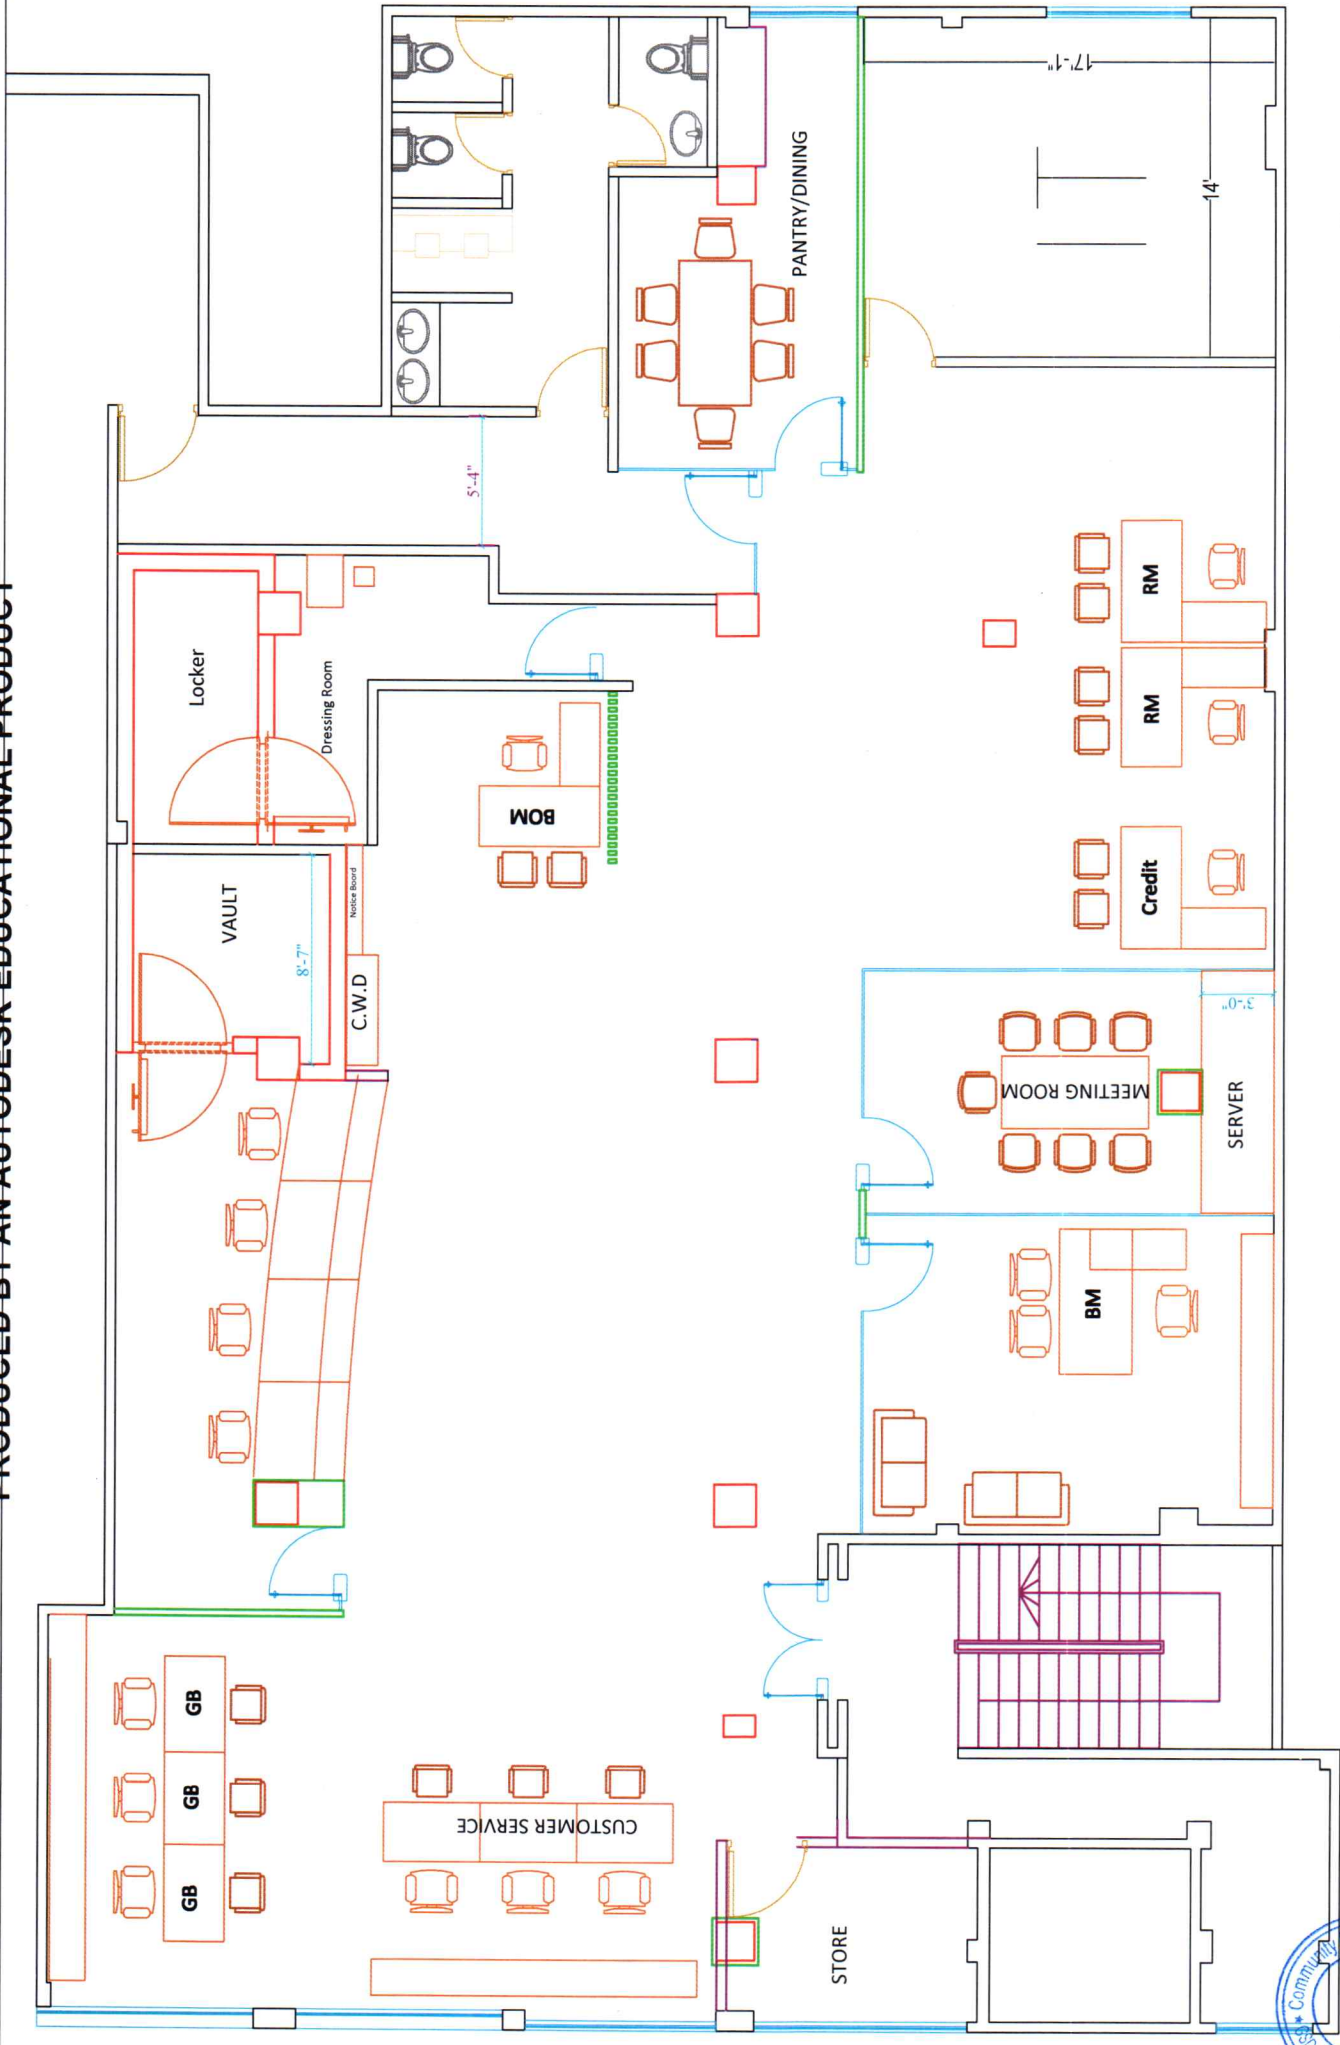 PRODUCED BY AN AUTODESK EDUCATIONAL PRODUCT
17'-1"
14'
PANTRY/DINING
5'-4"
Locker
Dressing Room
VAULT
8'-7"
Notice Board
C.W.D
BOM
RM
RM
Credit
MEETING ROOM
3'-0"
SERVER
BM
GB
GB
GB
CUSTOMER SERVICE
STORE
* Community